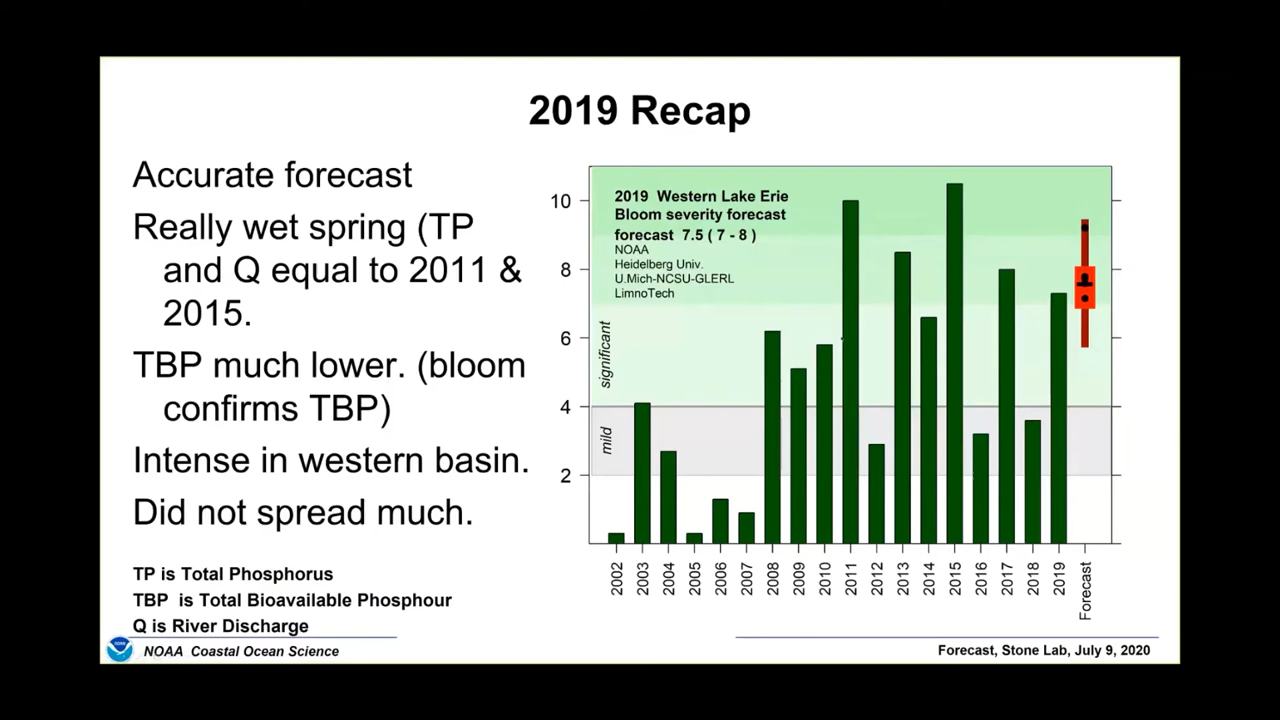 2019 Recap
Accurate forecast
Really wet spring (TP
and Q equal to 2011 &
2015.
TBP much lower. (bloom
confirms TBP)
Intense in western basin.
Did not spread much.
TP is Total Phosphorus
TBP is Total Bioavailable Phosphour
Q is River Discharge
NOAA Coastal Ocean Science
2019 Western Lake Erie
Bloom severity forecast
forecast 7.5 ( 7 - 8 )
NOAA
Heidelberg Univ.
U.Mich-NCSU-GLERL
LimnoTech
10
8
6
4
2
significant
mild
2002
2003
2004
2005
2006
2007
2008
2009
2010
2011
2012
2013
2014
2015
2016
2017
2018
2019
Forecast
Forecast, Stone Lab, July 9, 2020